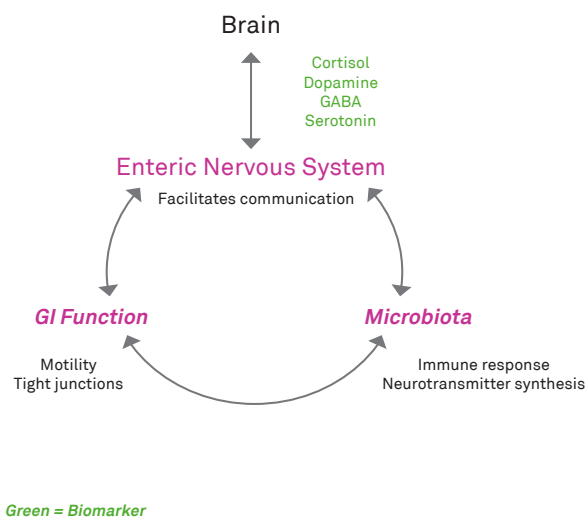 Brain
Cortisol
Dopamine
GABA
Serotonin
Enteric Nervous System
Facilitates communication
GI Function
Motility
Tight junctions
Microbiota
Immune response
Neurotransmitter synthesis
Green = Biomarker